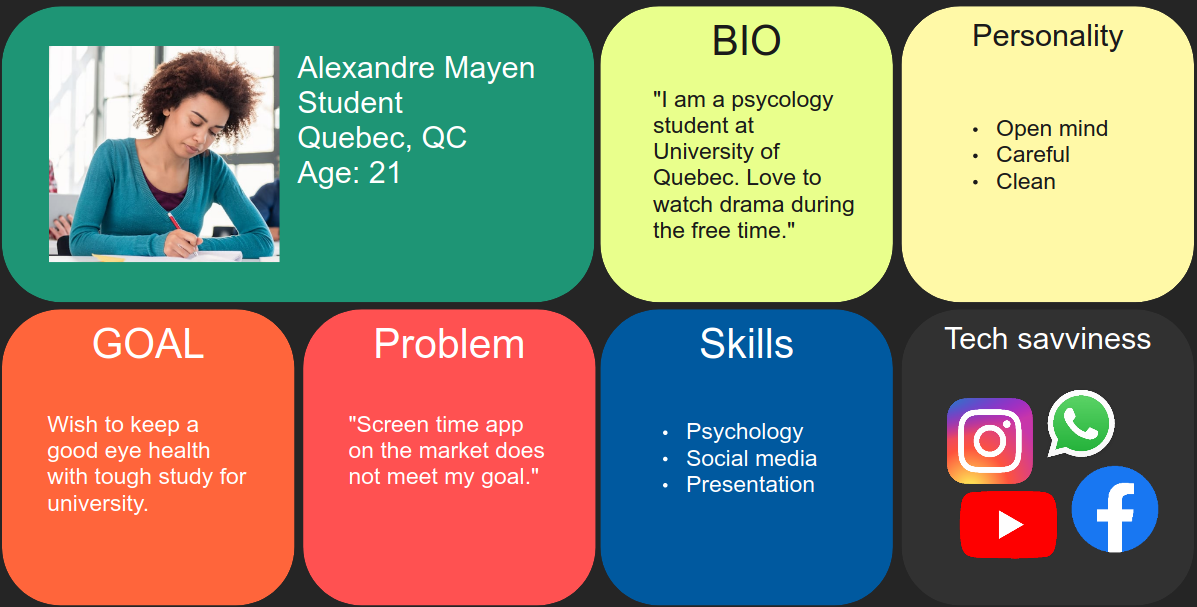 Alexandre Mayen
Student
Quebec, QC
Age: 21
BIO
"I am a psycology
student at
University of
Quebec. Love to
watch drama during
the free time."
Personality
• Open mind
• Careful
• Clean
GOAL
Wish to keep a
good eye health
with tough study for
university.
Problem
"Screen time app
on the market does
not meet my goal."
Skills
• Psychology
• Social media
• Presentation
Tech savviness